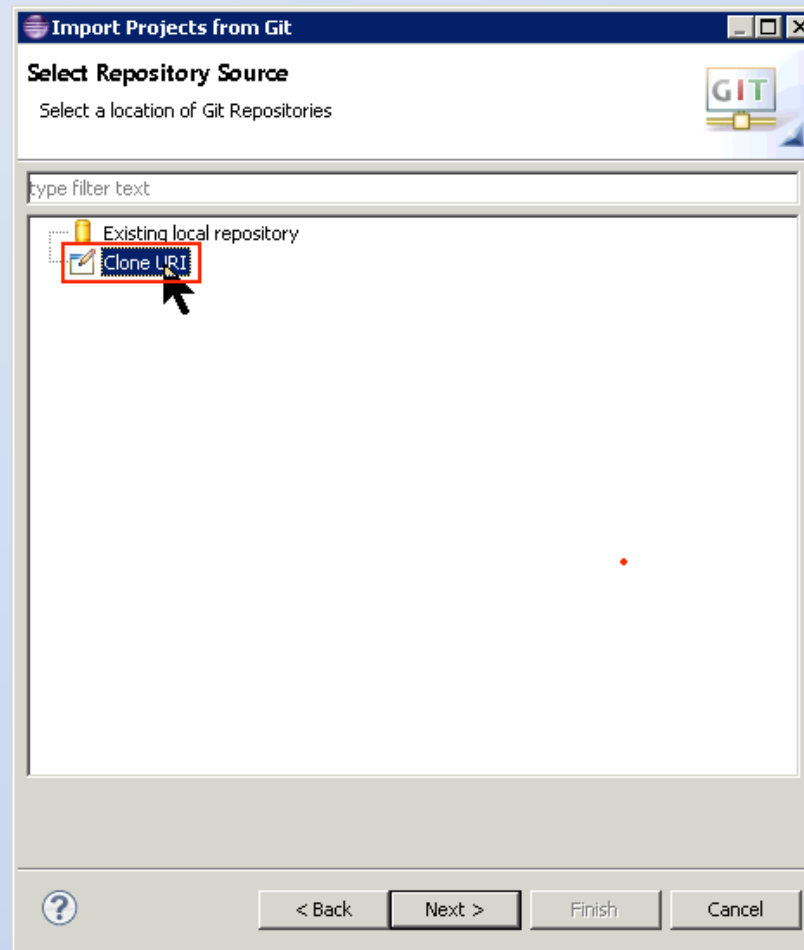 Import Projects from Git
Select Repository Source
Select a location of Git Repositories
GIT
type filter text
Existing local repository
Clone URI
?
< Back
Next >
Finish
Cancel